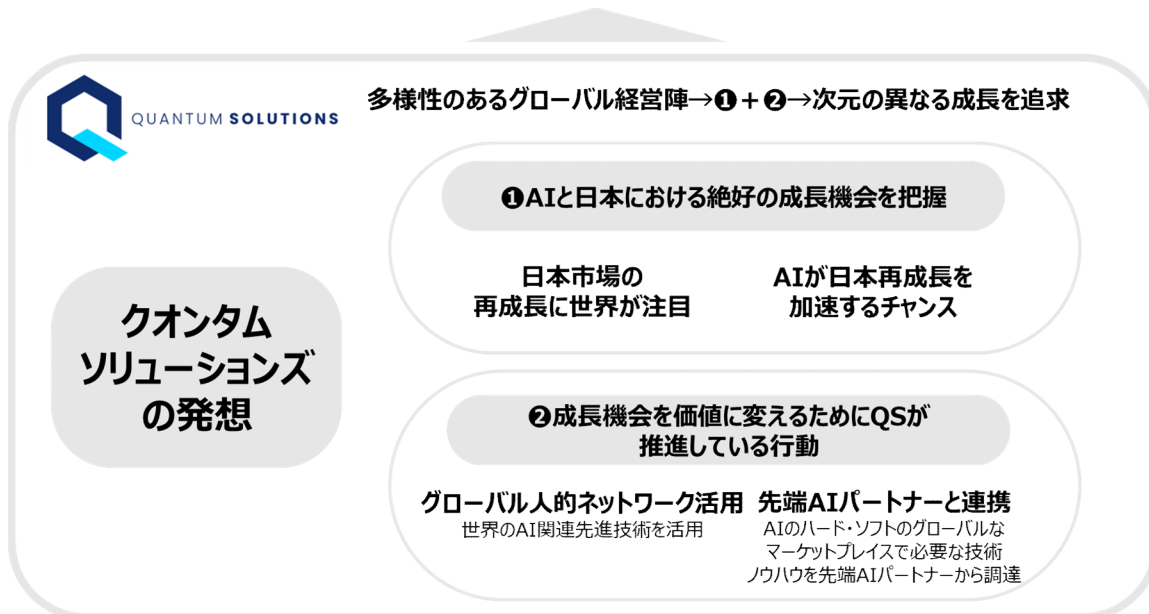 QUANTUM SOLUTIONS
多様性のあるグローバル経営陣→❶+❷→次元の異なる成長を追求
クオンタム
ソリューションズ
の発想
❶AIと日本における絶好の成長機会を把握
日本市場の
再成長に世界が注目
AIが日本再成長を
加速するチャンス
❷成長機会を価値に変えるためにQSが
推進している行動
グローバル人的ネットワーク活用
世界のAI関連先進技術を活用
先端AIパートナーと連携
AIのハード・ソフトのグローバルな
マーケットプレイスで必要な技術
ノウハウを先端AIパートナーから調達